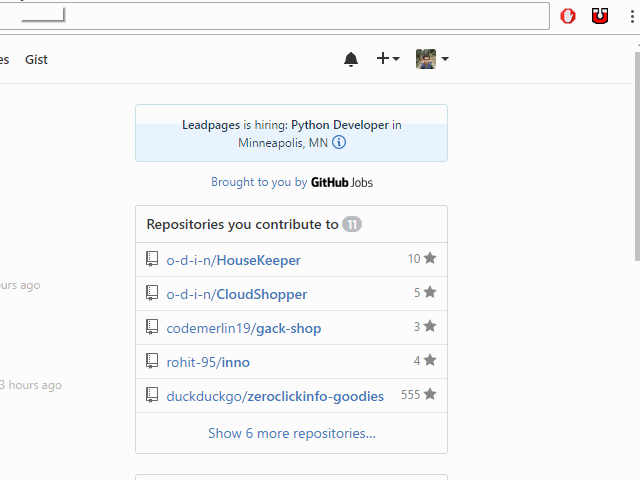 es Gist
Leadpages is hiring: Python Developer in
Minneapolis, MN
Brought to you by GitHub Jobs
Repositories you contribute to 11
o-d-i-n/HouseKeeper 10
o-d-i-n/CloudShopper 5
ours ago
codemerlin19/gack-shop 3
rohit-95/inno 4
3 hours ago
duckduckgo/zeroclickinfo-goodies 555
Show 6 more repositories...